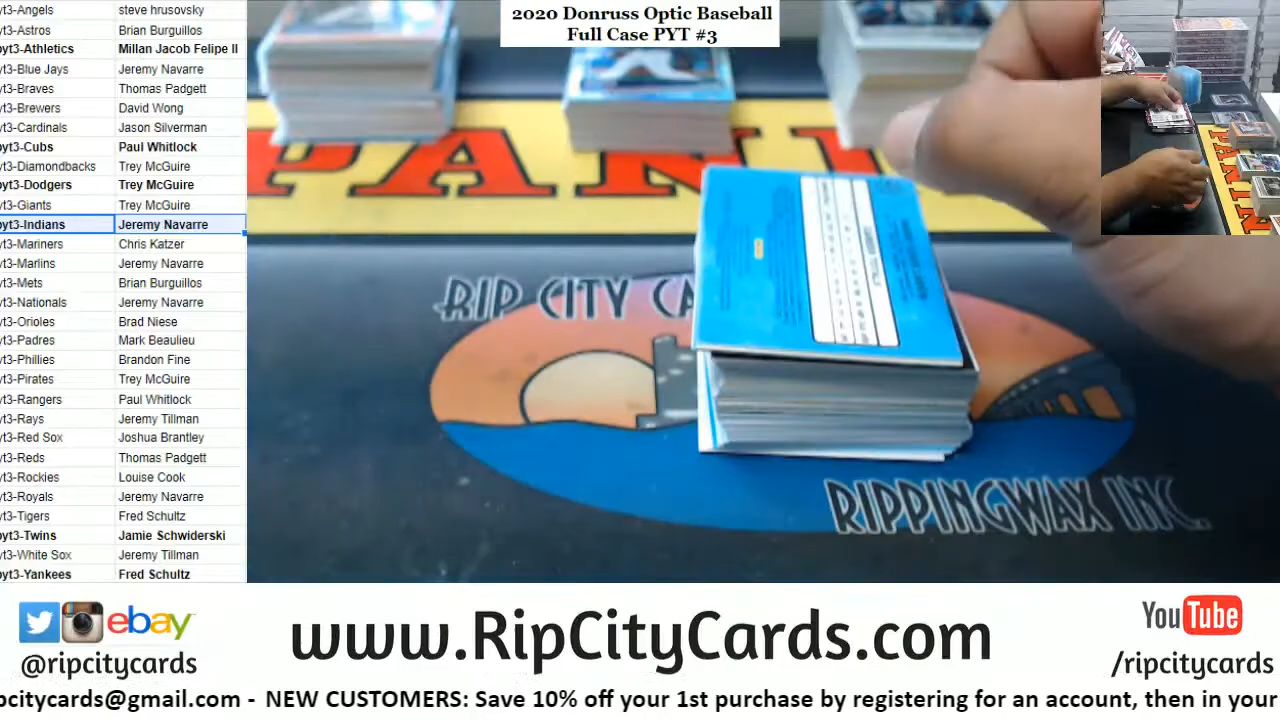 2020 Donruss Optic Baseball
Full Case PYT #3
yt3-Angels steve hrusovsky
yt3-Astros Brian Burguillos
pyt3-Athletics Millan Jacob Felipe II
yt3-Blue Jays Jeremy Navarre
yt3-Braves Thomas Padgett
yt3-Brewers David Wong
yt3-Cardinals Jason Silverman
yt3-Cubs Paul Whitlock
yt3-Diamondbacks Trey McGuire
pyt3-Dodgers Trey McGuire
yt3-Giants Trey McGuire
pyt3-Indians Jeremy Navarre
yt3-Mariners Chris Katzer
yt3-Marlins Jeremy Navarre
yt3-Mets Brian Burguillos
yt3-Nationals Jeremy Navarre
yt3-Orioles Brad Niese
yt3-Padres Mark Beaulieu
yt3-Phillies Brandon Fine
yt3-Pirates Trey McGuire
yt3-Rangers Paul Whitlock
yt3-Rays Jeremy Tillman
yt3-Red Sox Joshua Brantley
yt3-Reds Thomas Padgett
yt3-Rockies Louise Cook
yt3-Royals Jeremy Navarre
yt3-Tigers Fred Schultz
pyt3-Twins Jamie Schwiderski
yt3-White Sox Jeremy Tillman
pyt3-Yankees Fred Schultz
PANINI
RIP CITY CA
RIPPINGWAX INC.
ebay
@ripcitycards
www.RipCityCards.com
YouTube
/ripcitycards
pcitycards@gmail.com - NEW CUSTOMERS: Save 10% off your 1st purchase by registering for an account, then in your